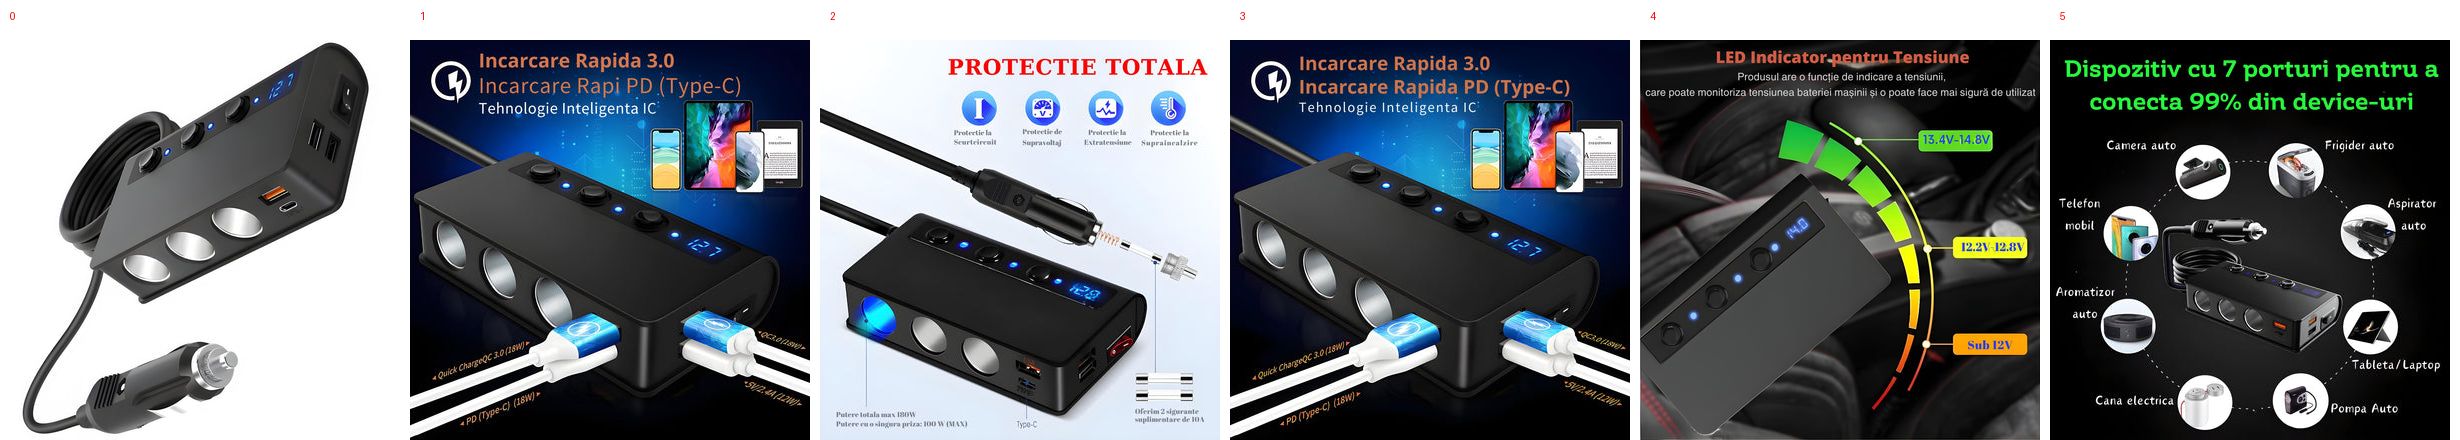 0
12.7
1
Incarcare Rapida 3.0
Incarcare Rapi PD (Type-C)
Tehnologie Inteligenta IC
12.7
Quick ChargeQC 3.0 (18W)
PD (Type-C) (18W)
QC3.0 (18W)
5V/2.4A (12W)
2
PROTECTIE TOTALA
Protectie la
Scurtcircuit
Protectie de
Supravoltaj
Protectie la
Extratensiune
Protectie la
Supraincalzire
12.0
Putere totala max 180W
Putere cu o singura priza: 100 W (MAX)
Type-C
Oferim 2 sigurante
suplimentare de 10A
3
Incarcare Rapida 3.0
Incarcare Rapida PD (Type-C)
Tehnologie Inteligenta IC
12.7
Quick ChargeQC 3.0 (18W)
PD (Type-C) (18W)
QC3.0 (18W)
5V/2.4A (12W)
4
LED Indicator pentru Tensiune
Produsul are o funcție de indicare a tensiunii,
care poate monitoriza tensiunea bateriei mașinii și o poate face mai sigură de utilizat
13.4V-14.8V
14.0
12.2V-12.8V
Sub 12V
5
Dispozitiv cu 7 porturi pentru a
conecta 99% din device-uri
Camera auto
Frigider auto
Telefon
mobil
Aspirator
auto
Aromatizor
auto
Tableta/Laptop
Cana electrica
Pompa Auto